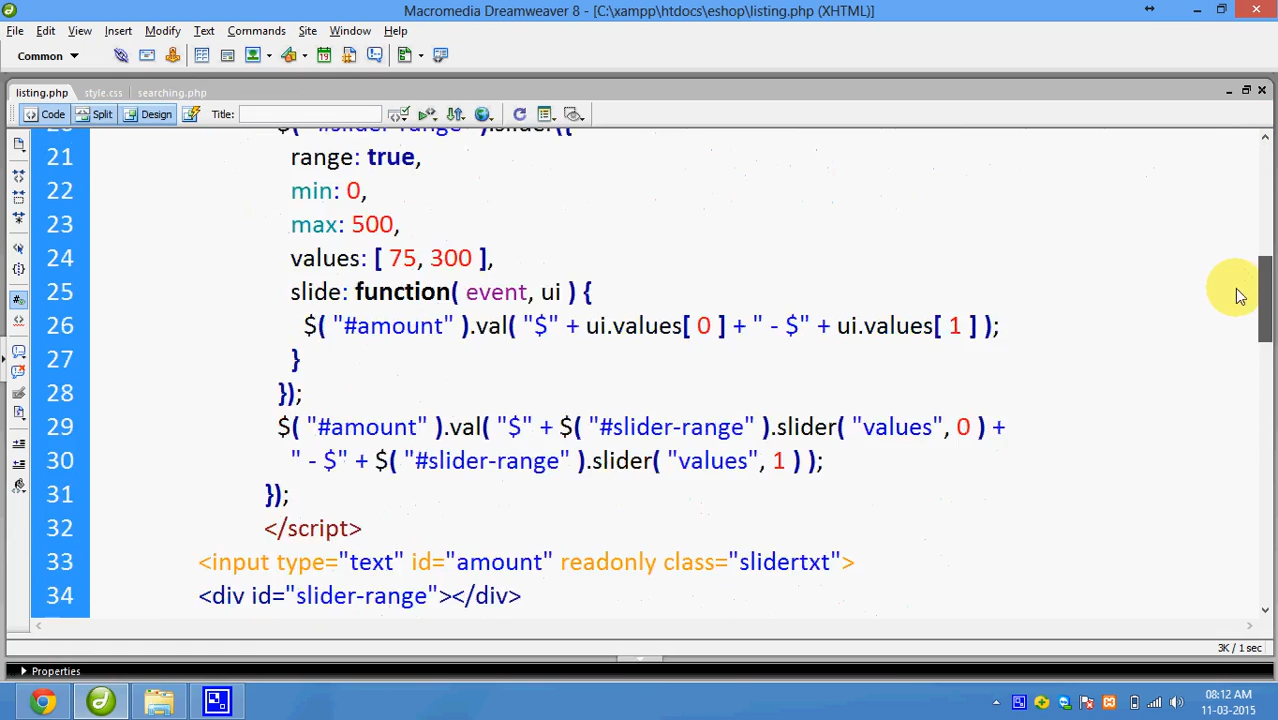 Macromedia Dreamweaver 8 - [C:\xampp\htdocs\eshop\listing.php (XHTML)]
File Edit View Insert Modify Text Commands Site Window Help
Common
listing.php style.css searching.php
Code Split Design Title:
20 $( "#slider-range" ).slider({
21 range: true,
22 min: 0,
23 max: 500,
24 values: [ 75, 300 ],
25 slide: function( event, ui ) {
26 $( "#amount" ).val( "$" + ui.values[ 0 ] + " - $" + ui.values[ 1 ] );
27 }
28 });
29 $( "#amount" ).val( "$" + $( "#slider-range" ).slider( "values", 0 ) +
30 " - $" + $( "#slider-range" ).slider( "values", 1 ) );
31 });
32 </script>
33 <input type="text" id="amount" readonly class="slidertxt">
34 <div id="slider-range"></div>
3K / 1 sec
Properties
08:12 AM
11-03-2015